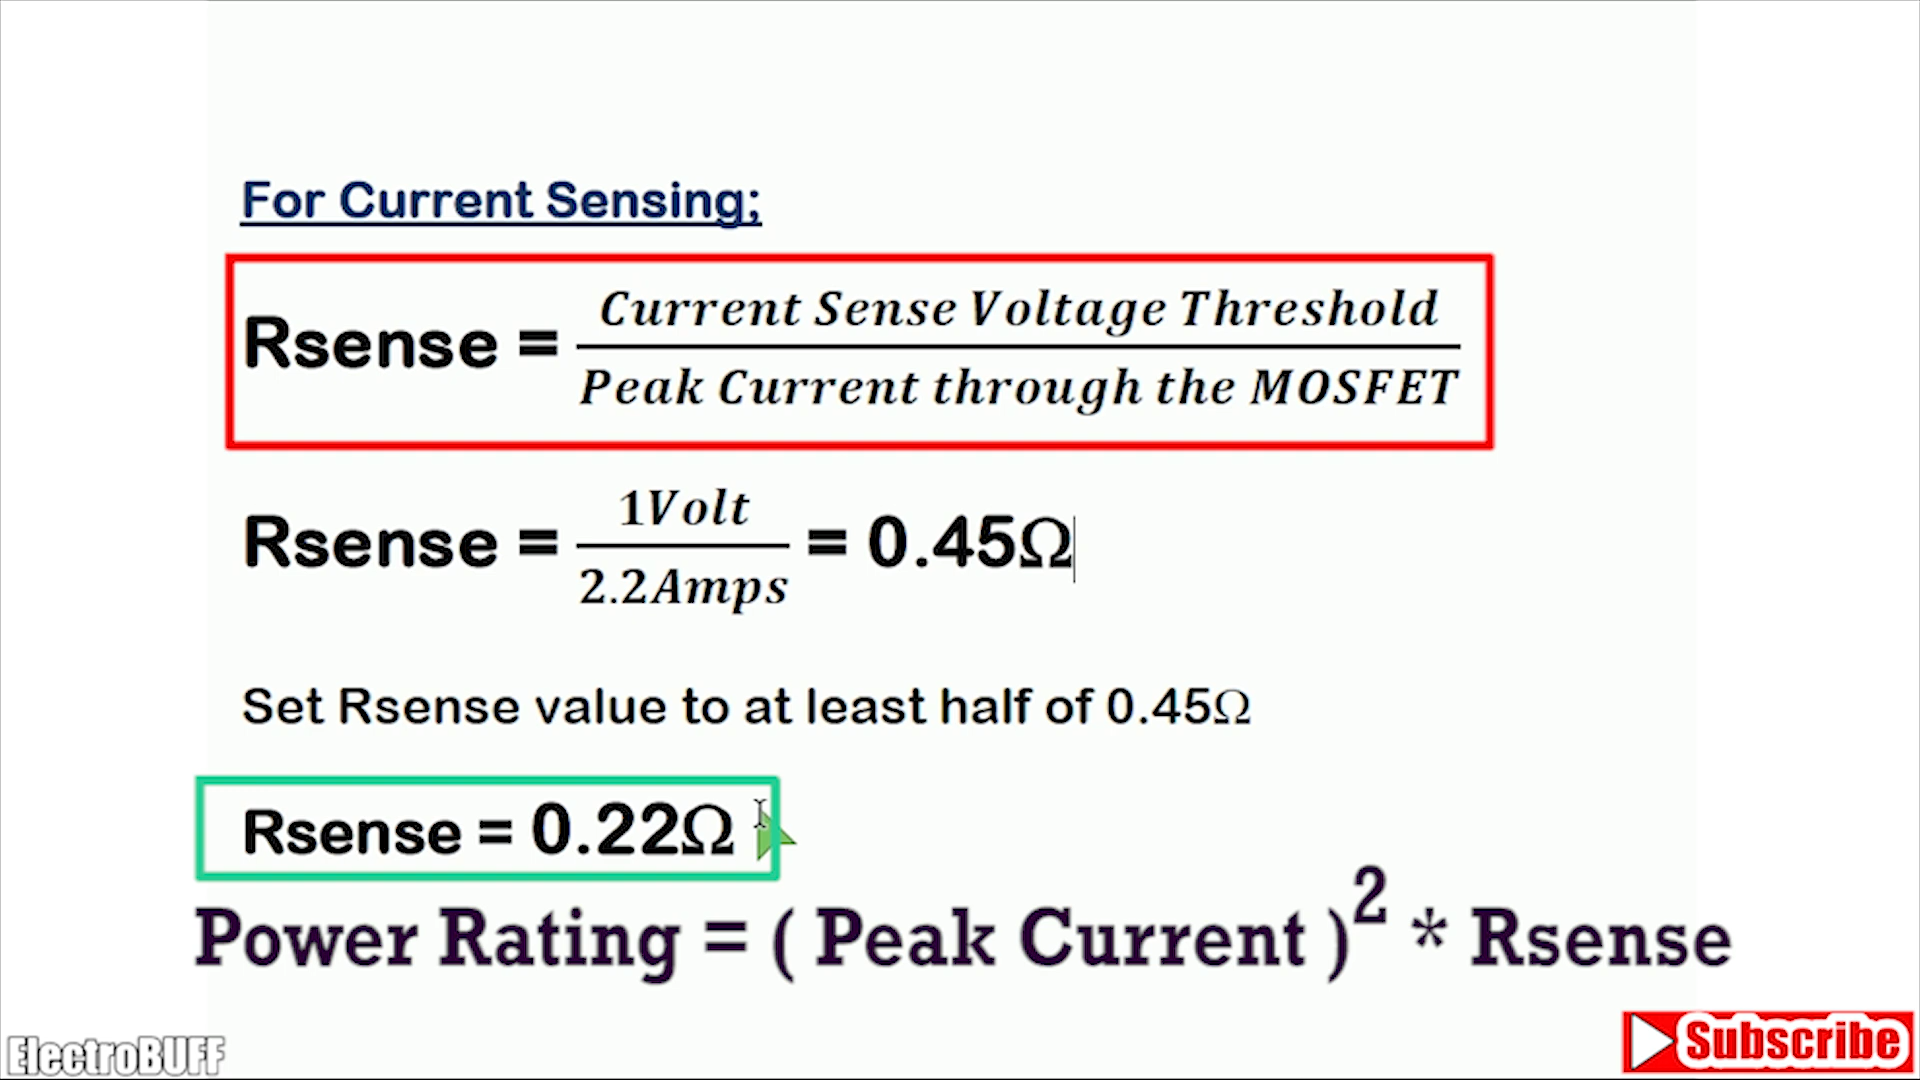 For Current Sensing;
Rsense = Current Sense Voltage Threshold
Peak Current through the MOSFET
Rsense = 1Volt
2.2Amps = 0.45Ω
Set Rsense value to at least half of 0.45Ω
Rsense = 0.22Ω
Power Rating = ( Peak Current )² * Rsense
ElectroBUFF
Subscribe